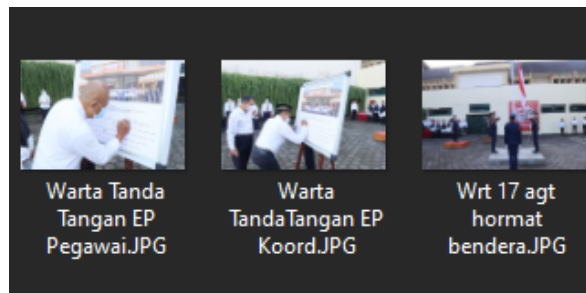 Warta Tanda
Tangan EP
Pegawai.JPG
Warta
TandaTangan EP
Koord.JPG
Wrt 17 agt
hormat
bendera.JPG